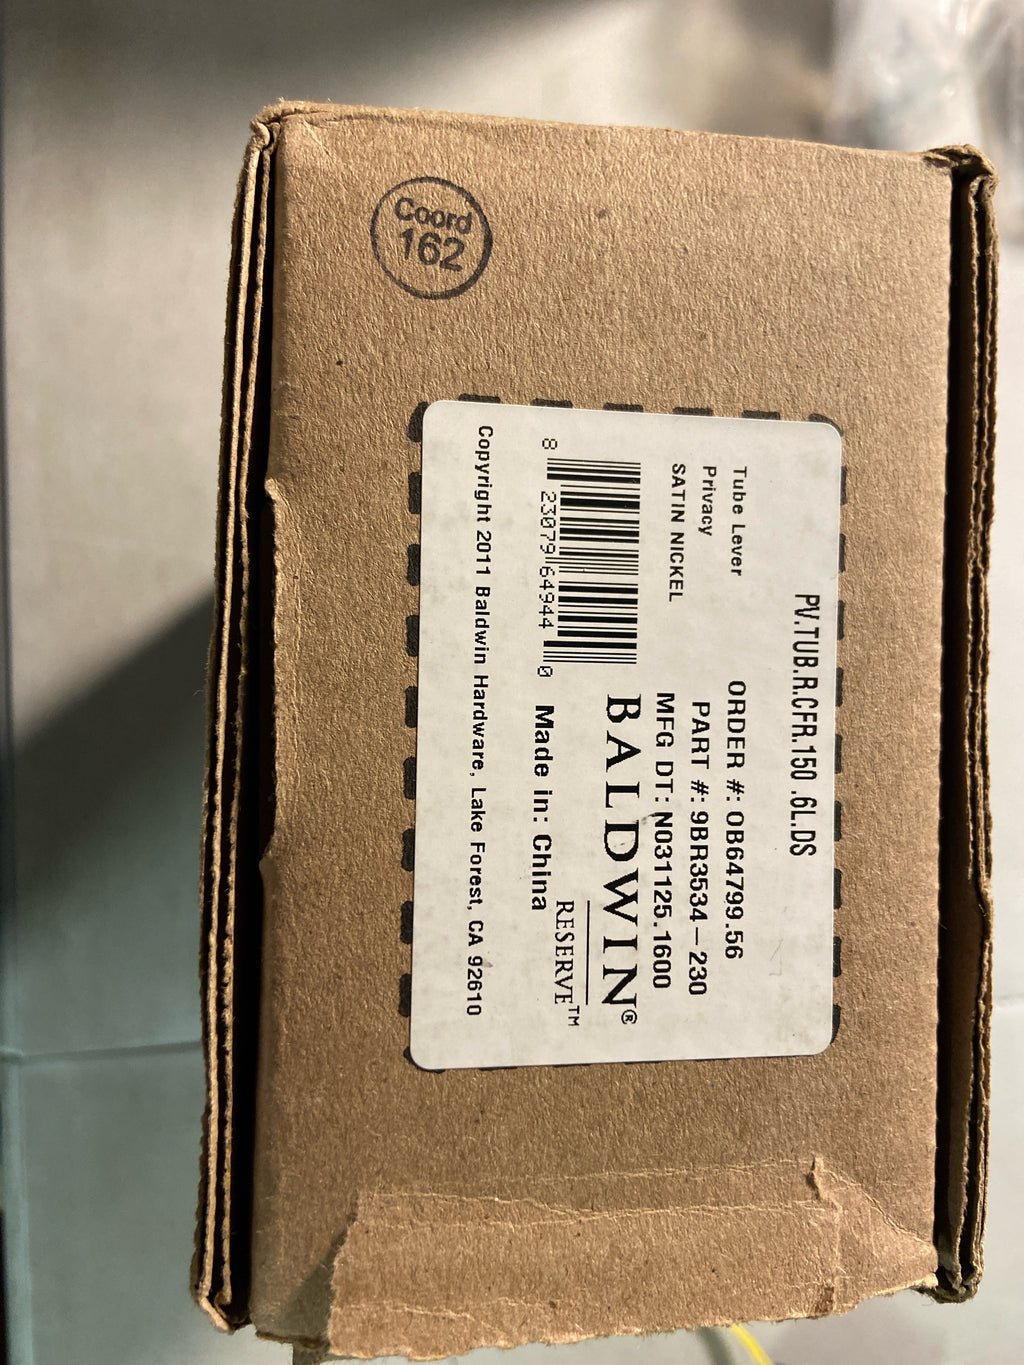 Coord
162
PV.TUB.R.CFR.150 .6L.DS
Tube Lever
Privacy
SATIN NICKEL
ORDER #: OB64799.56
PART #: 9BR3534-230
MFG DT: N031125.1600
8 23079 64944 0
BALDWIN®
RESERVE™
Made in: China
Copyright 2011 Baldwin Hardware, Lake Forest, CA 92610